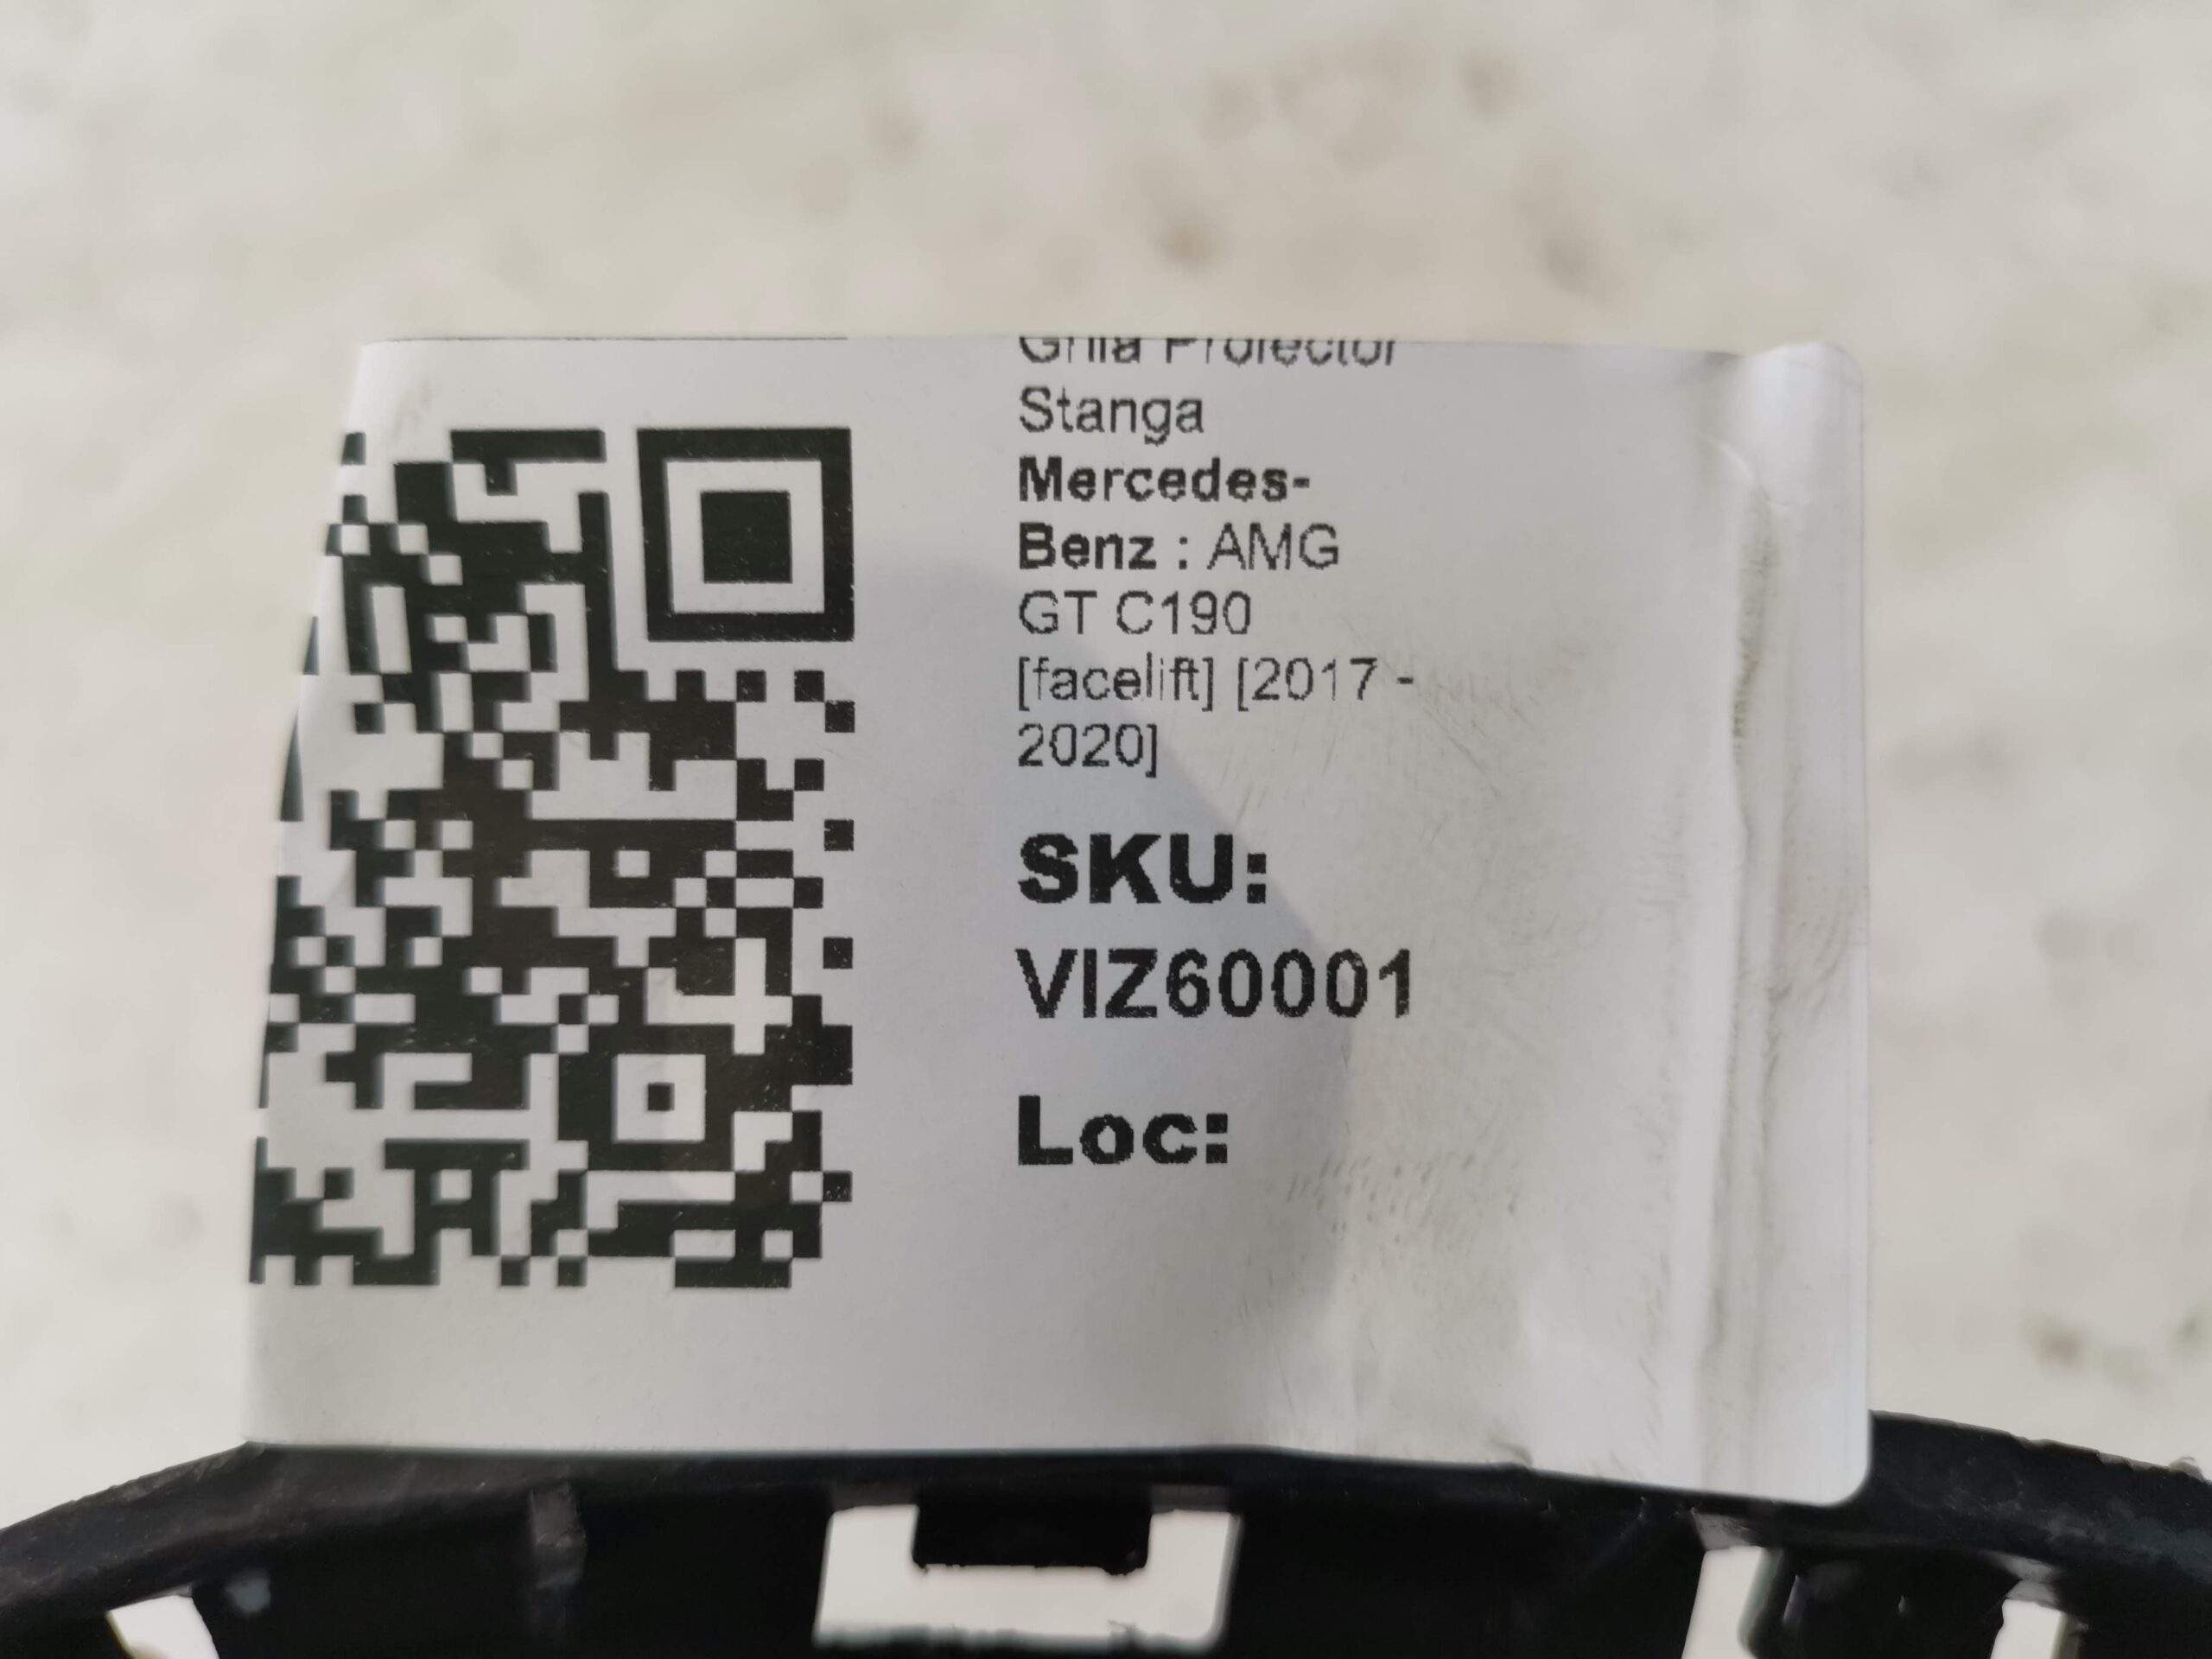 Grila Proiector
Stanga
Mercedes-
Benz : AMG
GT C190
[facelift] [2017 -
2020]
SKU:
VIZ60001
Loc: